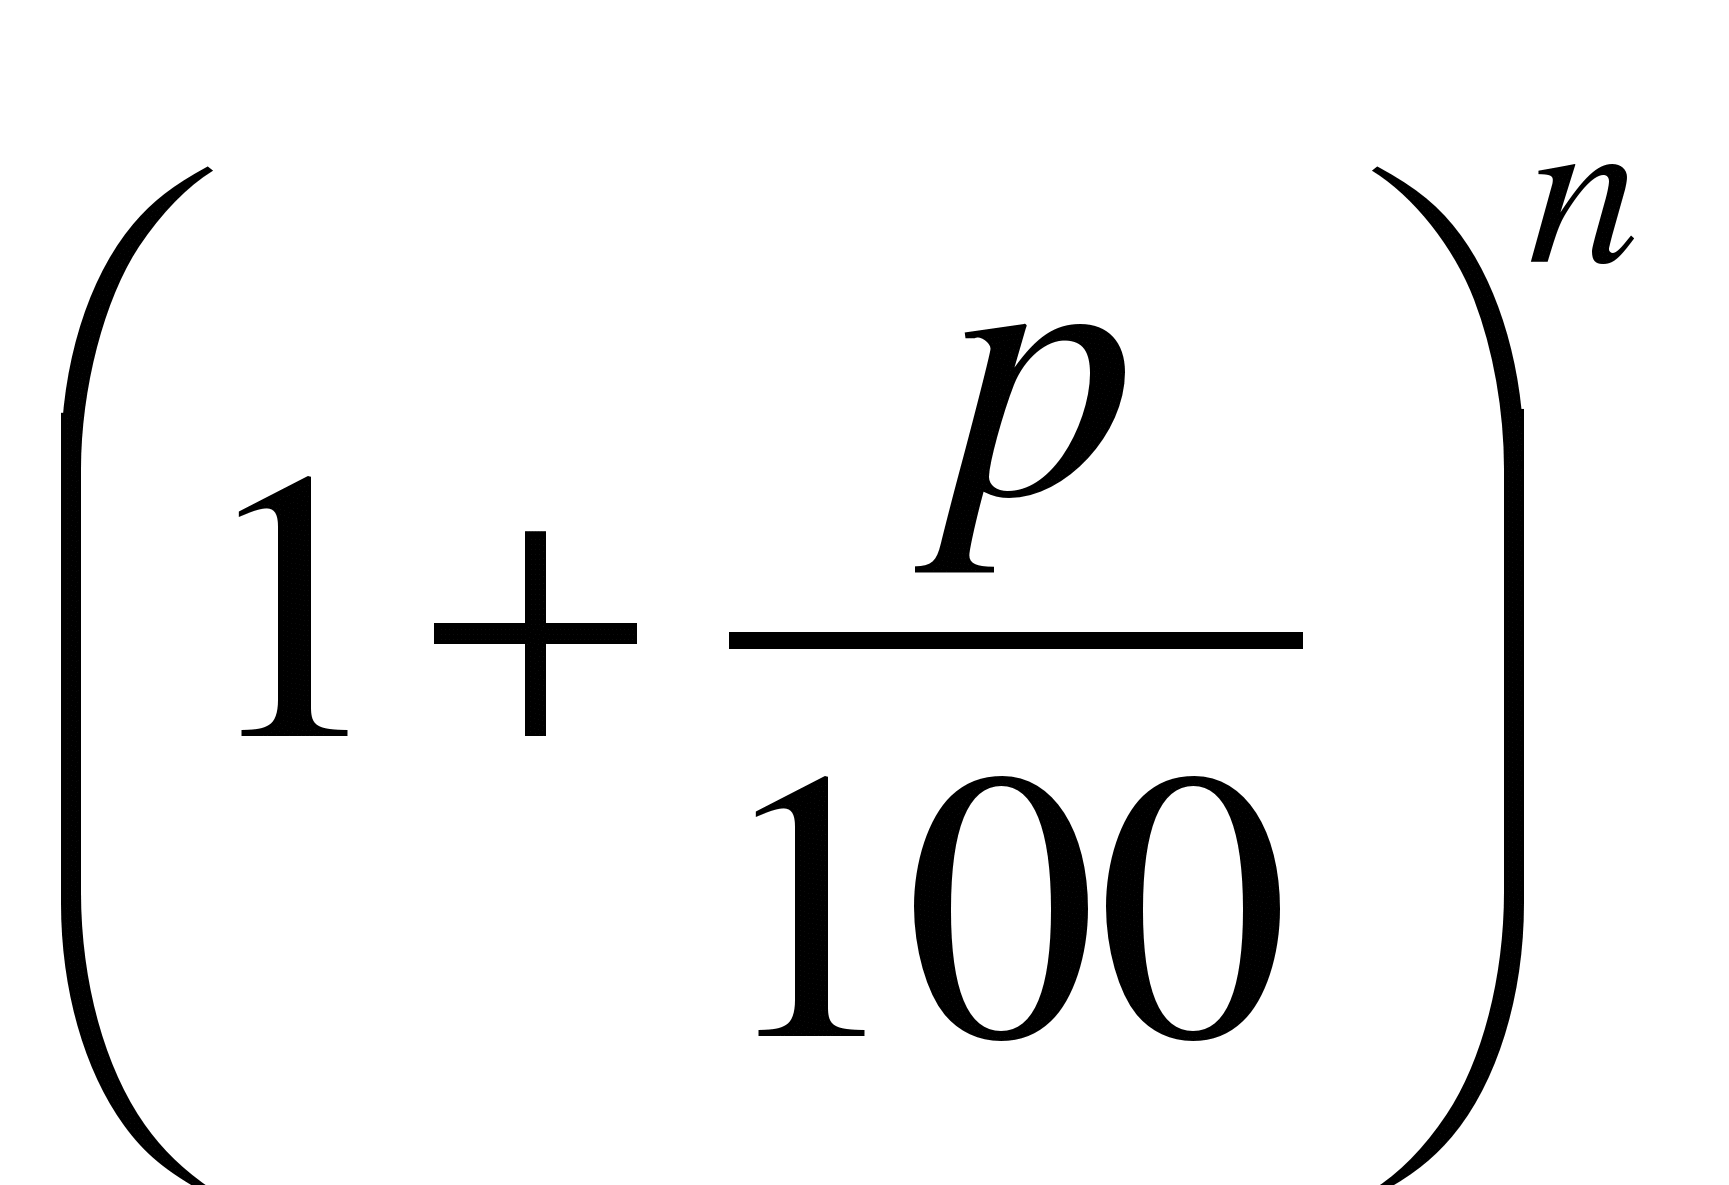 (1 + p/100)^n